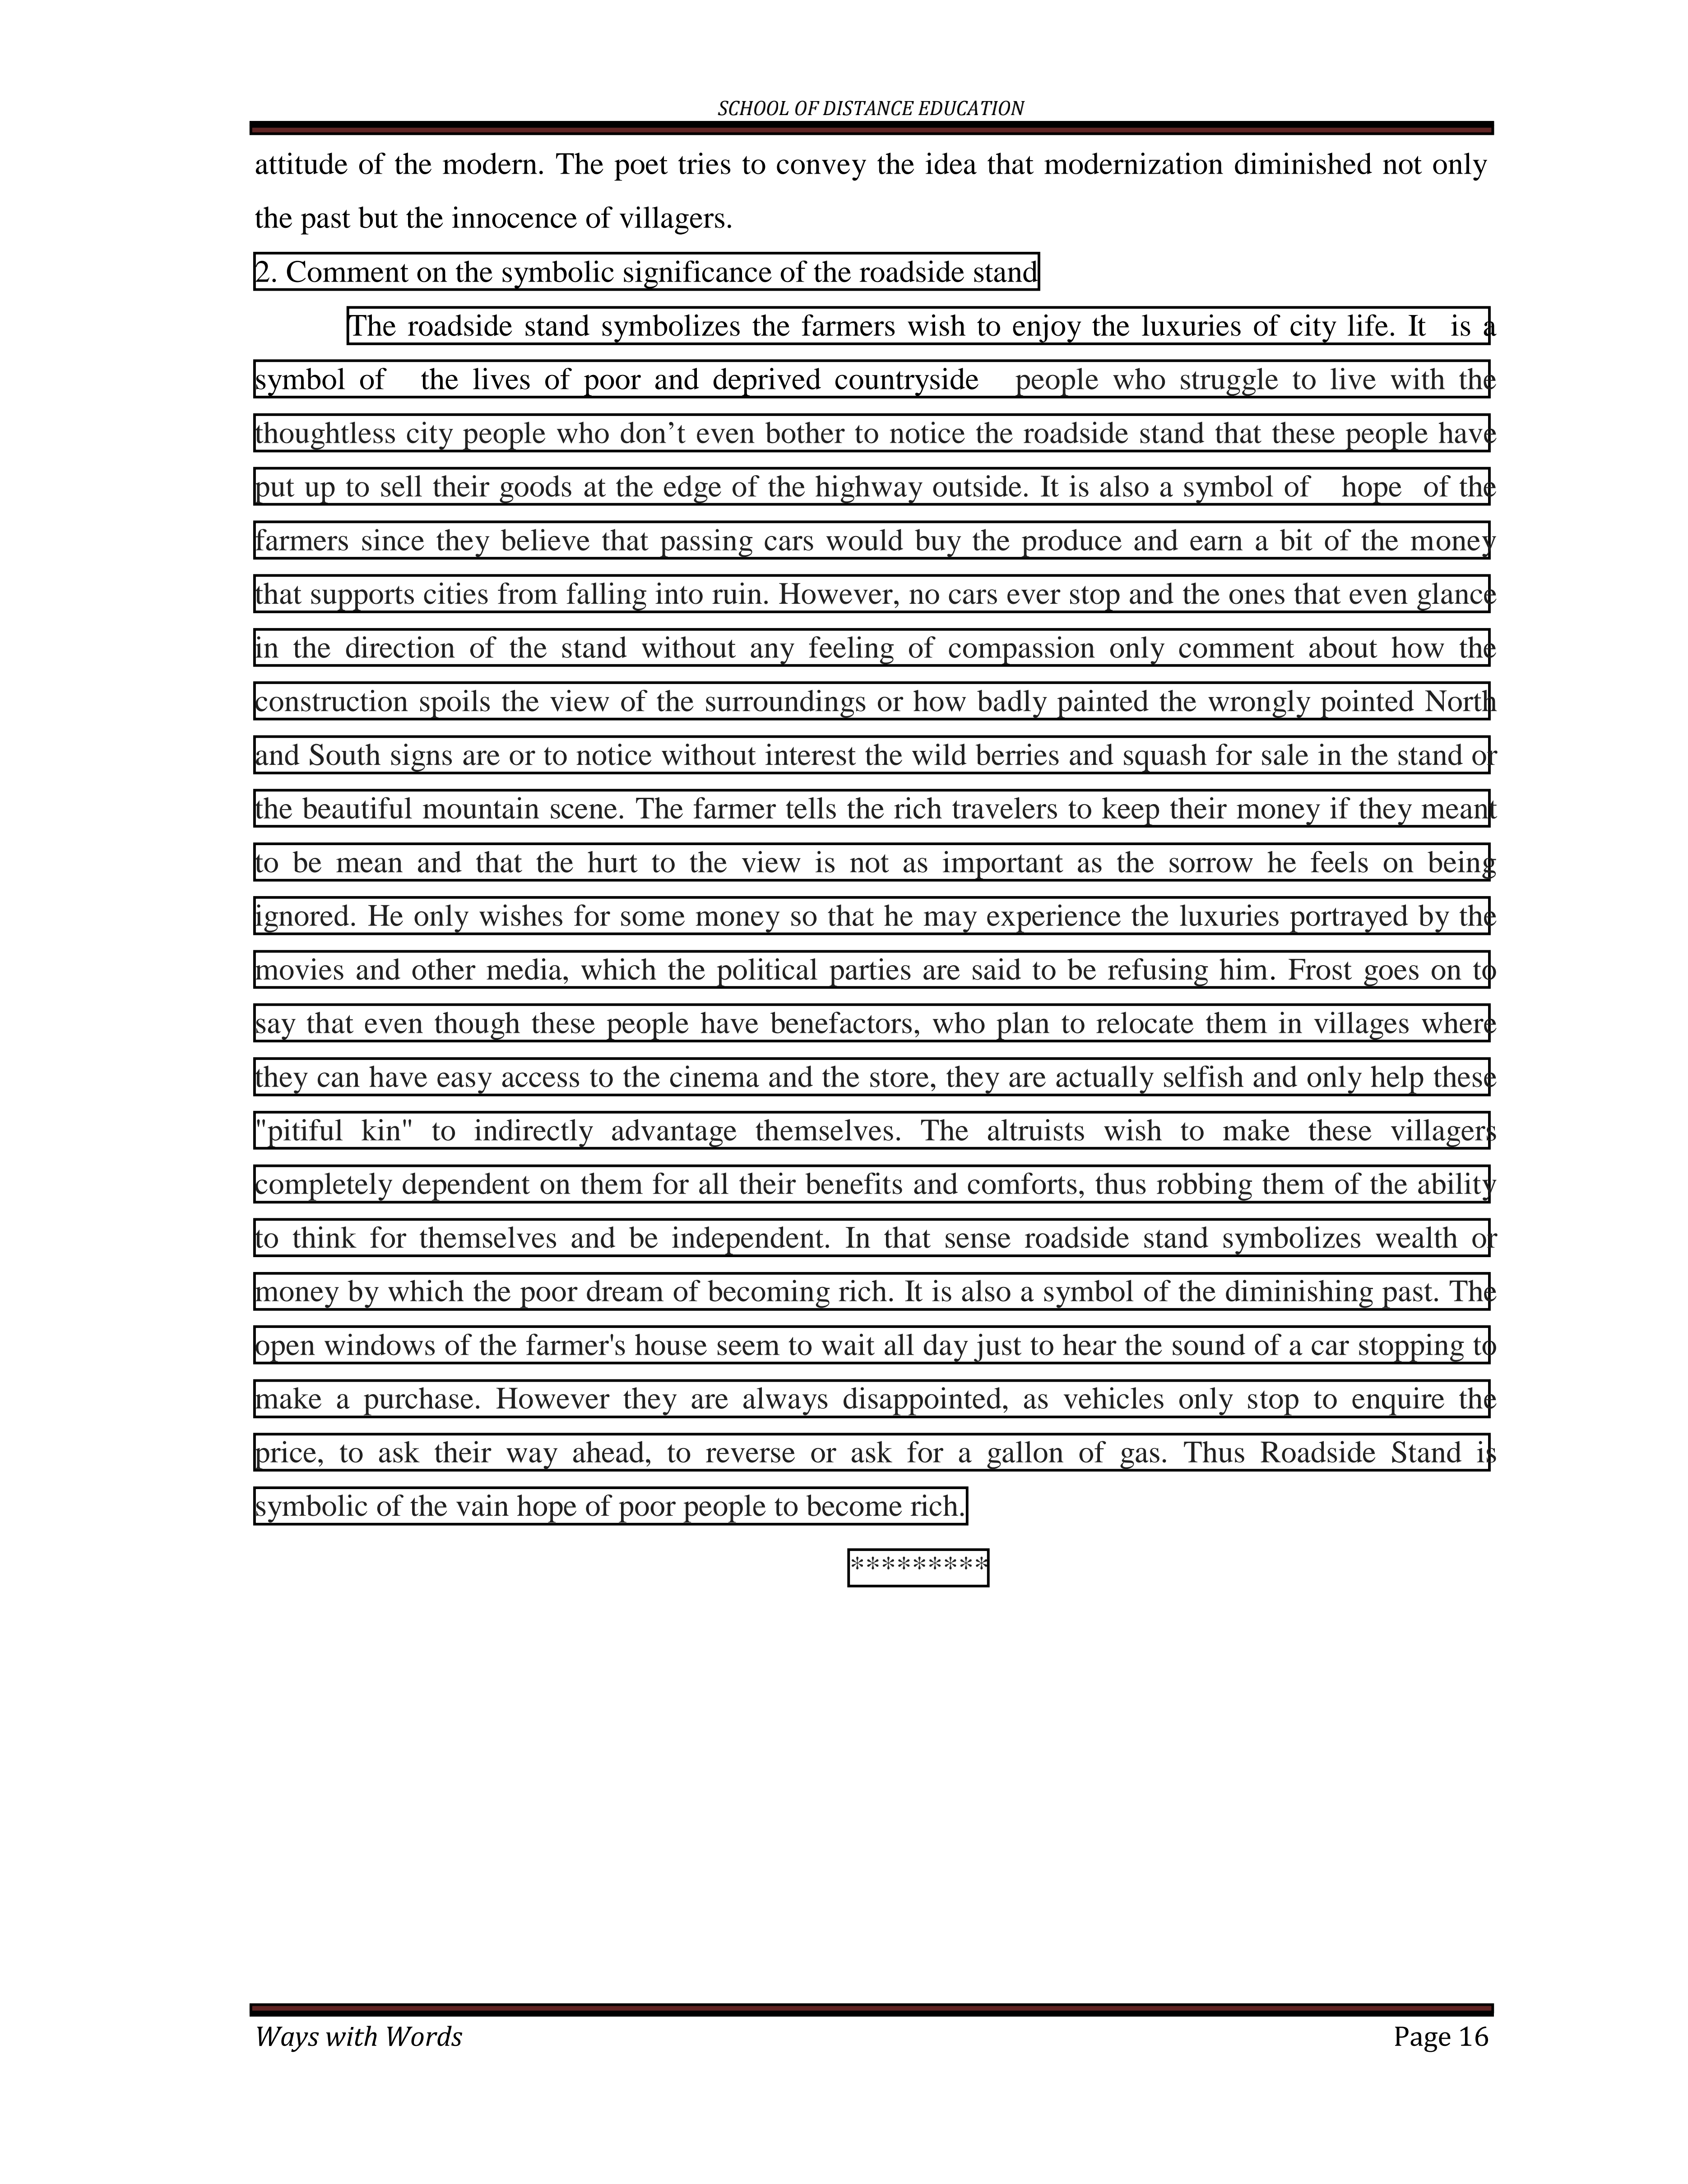 SCHOOL OF DISTANCE EDUCATION
attitude of the modern. The poet tries to convey the idea that modernization diminished not only
the past but the innocence of villagers.
2. Comment on the symbolic significance of the roadside stand
The roadside stand symbolizes the farmers wish to enjoy the luxuries of city life. It is a
symbol of the lives of poor and deprived countryside people who struggle to live with the
thoughtless city people who don’t even bother to notice the roadside stand that these people have
put up to sell their goods at the edge of the highway outside. It is also a symbol of hope of the
farmers since they believe that passing cars would buy the produce and earn a bit of the money
that supports cities from falling into ruin. However, no cars ever stop and the ones that even glance
in the direction of the stand without any feeling of compassion only comment about how the
construction spoils the view of the surroundings or how badly painted the wrongly pointed North
and South signs are or to notice without interest the wild berries and squash for sale in the stand or
the beautiful mountain scene. The farmer tells the rich travelers to keep their money if they meant
to be mean and that the hurt to the view is not as important as the sorrow he feels on being
ignored. He only wishes for some money so that he may experience the luxuries portrayed by the
movies and other media, which the political parties are said to be refusing him. Frost goes on to
say that even though these people have benefactors, who plan to relocate them in villages where
they can have easy access to the cinema and the store, they are actually selfish and only help these
"pitiful kin" to indirectly advantage themselves. The altruists wish to make these villagers
completely dependent on them for all their benefits and comforts, thus robbing them of the ability
to think for themselves and be independent. In that sense roadside stand symbolizes wealth or
money by which the poor dream of becoming rich. It is also a symbol of the diminishing past. The
open windows of the farmer's house seem to wait all day just to hear the sound of a car stopping to
make a purchase. However they are always disappointed, as vehicles only stop to enquire the
price, to ask their way ahead, to reverse or ask for a gallon of gas. Thus Roadside Stand is
symbolic of the vain hope of poor people to become rich.
*********
Ways with Words Page 16